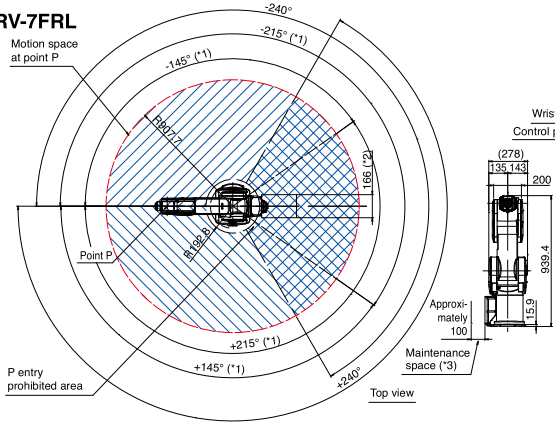 RV-7FRL
-240°
-215° (*1)
-145° (*1)
Motion space
at point P
R907.7
166 (*2)
Wris
Control p
(278)
135 143
200
939.4
15.9
Point P
R192.8
Approxi-
mately
100
Maintenance
space (*3)
+215° (*1)
+145° (*1)
+240°
P entry
prohibited area
Top view